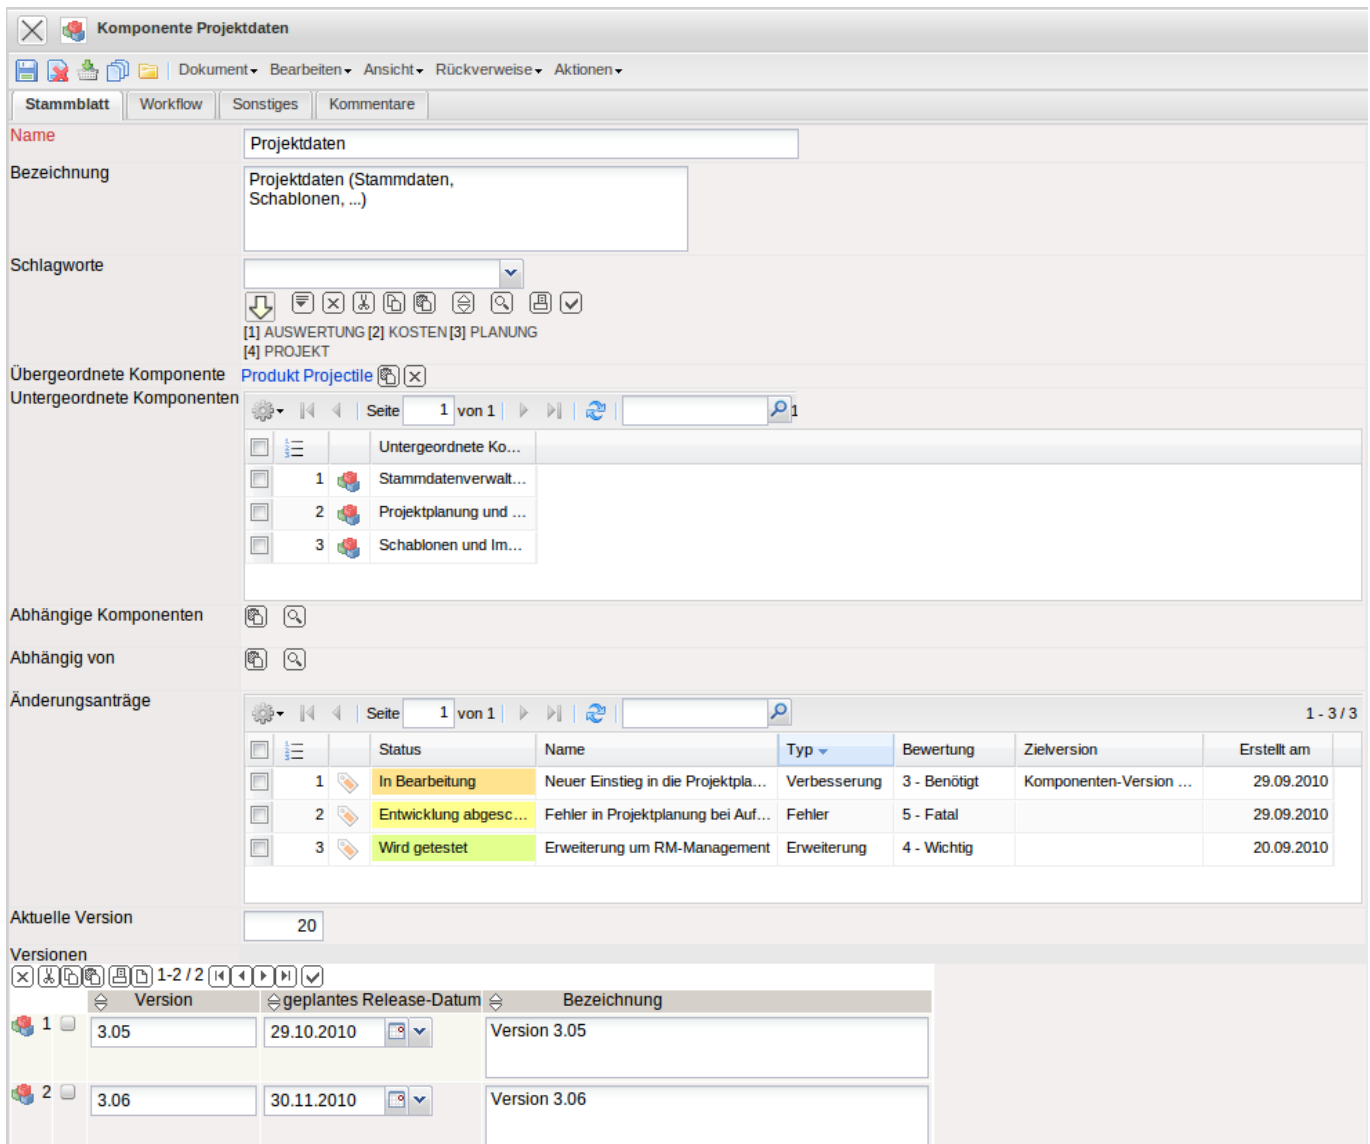 Komponente Projektdaten
Dokument Bearbeiten Ansicht Rückverweise Aktionen
Stammblatt Workflow Sonstiges Kommentare
Name Projektdaten
Bezeichnung Projektdaten (Stammdaten,
Schablonen, ...)
Schlagworte
[1] AUSWERTUNG [2] KOSTEN [3] PLANUNG
[4] PROJEKT
Übergeordnete Komponente Produkt Projectile
Untergeordnete Komponenten Seite 1 von 1 1
Untergeordnete Ko...
1 Stammdatenverwalt...
2 Projektplanung und ...
3 Schablonen und Im...
Abhängige Komponenten
Abhängig von
Änderungsanträge Seite 1 von 1 1 - 3 / 3
Status Name Typ Bewertung Zielversion Erstellt am
1 In Bearbeitung Neuer Einstieg in die Projektpla... Verbesserung 3 - Benötigt Komponenten-Version ... 29.09.2010
2 Entwicklung abgesc... Fehler in Projektplanung bei Auf... Fehler 5 - Fatal 29.09.2010
3 Wird getestet Erweiterung um RM-Management Erweiterung 4 - Wichtig 20.09.2010
Aktuelle Version 20
Versionen
1-2 / 2
Version geplantes Release-Datum Bezeichnung
1 3.05 29.10.2010 Version 3.05
2 3.06 30.11.2010 Version 3.06